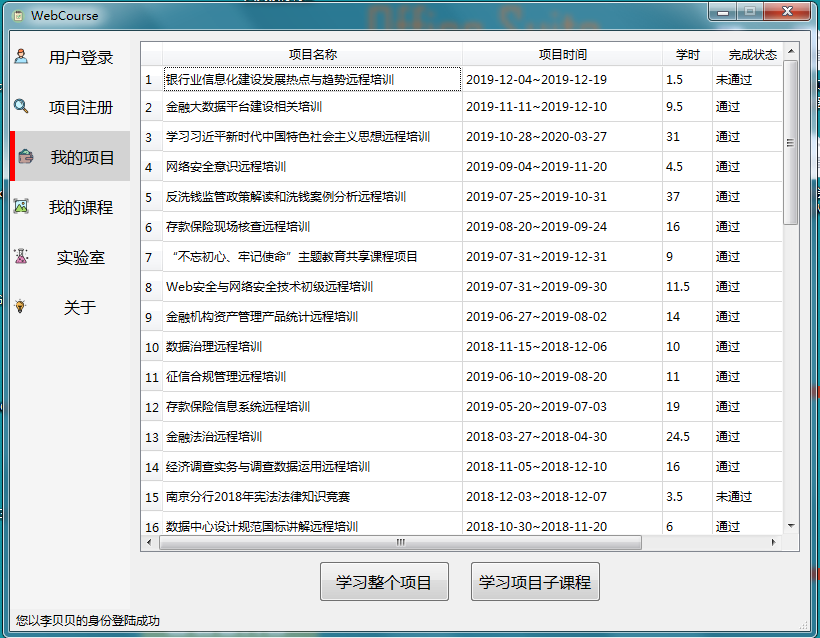 WebCourse
用户登录
项目注册
我的项目
我的课程
实验室
关于
项目名称 项目时间 学时 完成状态
1 银行业信息化建设发展热点与趋势远程培训 2019-12-04~2019-12-19 1.5 未通过
2 金融大数据平台建设相关培训 2019-11-11~2019-12-10 9.5 通过
3 学习习近平新时代中国特色社会主义思想远程培训 2019-10-28~2020-03-27 31 通过
4 网络安全意识远程培训 2019-09-04~2019-11-20 4.5 通过
5 反洗钱监管政策解读和洗钱案例分析远程培训 2019-07-25~2019-10-31 37 通过
6 存款保险现场核查远程培训 2019-08-20~2019-09-24 16 通过
7 “不忘初心、牢记使命”主题教育共享课程项目 2019-07-31~2019-12-31 9 通过
8 Web安全与网络安全技术初级远程培训 2019-07-31~2019-09-30 11.5 通过
9 金融机构资产管理产品统计远程培训 2019-06-27~2019-08-02 14 通过
10 数据治理远程培训 2018-11-15~2018-12-06 10 通过
11 征信合规管理远程培训 2019-06-10~2019-08-20 11 通过
12 存款保险信息系统远程培训 2019-05-20~2019-07-03 19 通过
13 金融法治远程培训 2018-03-27~2018-04-30 24.5 通过
14 经济调查实务与调查数据运用远程培训 2018-11-05~2018-12-10 16 通过
15 南京分行2018年宪法法律知识竞赛 2018-12-03~2018-12-07 3.5 未通过
16 数据中心设计规范国标讲解远程培训 2018-10-30~2018-11-20 6 通过
学习整个项目 学习项目子课程
您以李贝贝的身份登陆成功